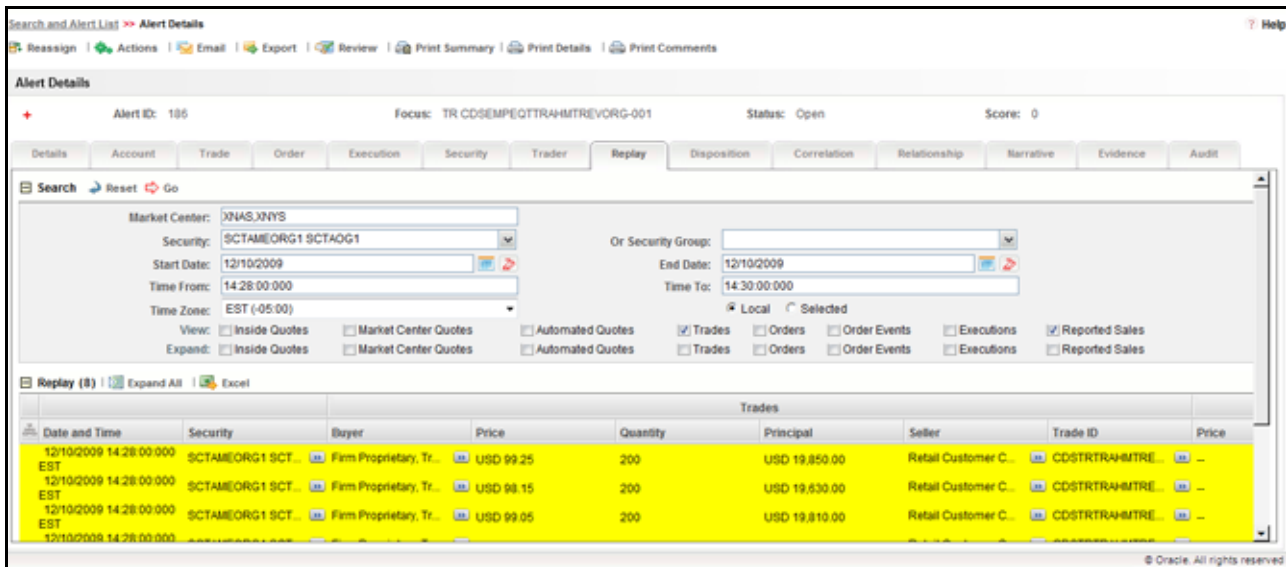 Search and Alert List >> Alert Details ? Help
Reassign | Actions | Email | Export | Review | Print Summary | Print Details | Print Comments
Alert Details
+ Alert ID: 186 Focus: TR CDSEMPEQTTRAHMTREVORG-001 Status: Open Score: 0
Details Account Trade Order Execution Security Trader Replay Disposition Correlation Relationship Narrative Evidence Audit
Search Reset Go
Market Center: XNAS,XNYS
Security: SCTAMEORG1 SCTAOG1 Or Security Group:
Start Date: 12/10/2009 End Date: 12/10/2009
Time From: 14:28:00:000 Time To: 14:30:00:000
Time Zone: EST (-05:00) Local Selected
View: Inside Quotes Market Center Quotes Automated Quotes Trades Orders Order Events Executions Reported Sales
Expand: Inside Quotes Market Center Quotes Automated Quotes Trades Orders Order Events Executions Reported Sales
Replay (8) | Expand All | Excel
Trades
Date and Time Security Buyer Price Quantity Principal Seller Trade ID Price
12/10/2009 14:28:00:000 EST SCTAMEORG1 SCT... Firm Proprietary, Tr... USD 99.25 200 USD 19,850.00 Retail Customer C... CDSTRTRAHMTRE... --
12/10/2009 14:28:00:000 EST SCTAMEORG1 SCT... Firm Proprietary, Tr... USD 98.15 200 USD 19,630.00 Retail Customer C... CDSTRTRAHMTRE... --
12/10/2009 14:28:00:000 EST SCTAMEORG1 SCT... Firm Proprietary, Tr... USD 99.05 200 USD 19,810.00 Retail Customer C... CDSTRTRAHMTRE... --
12/10/2009 14:28:00:000
© Oracle. All rights reserved